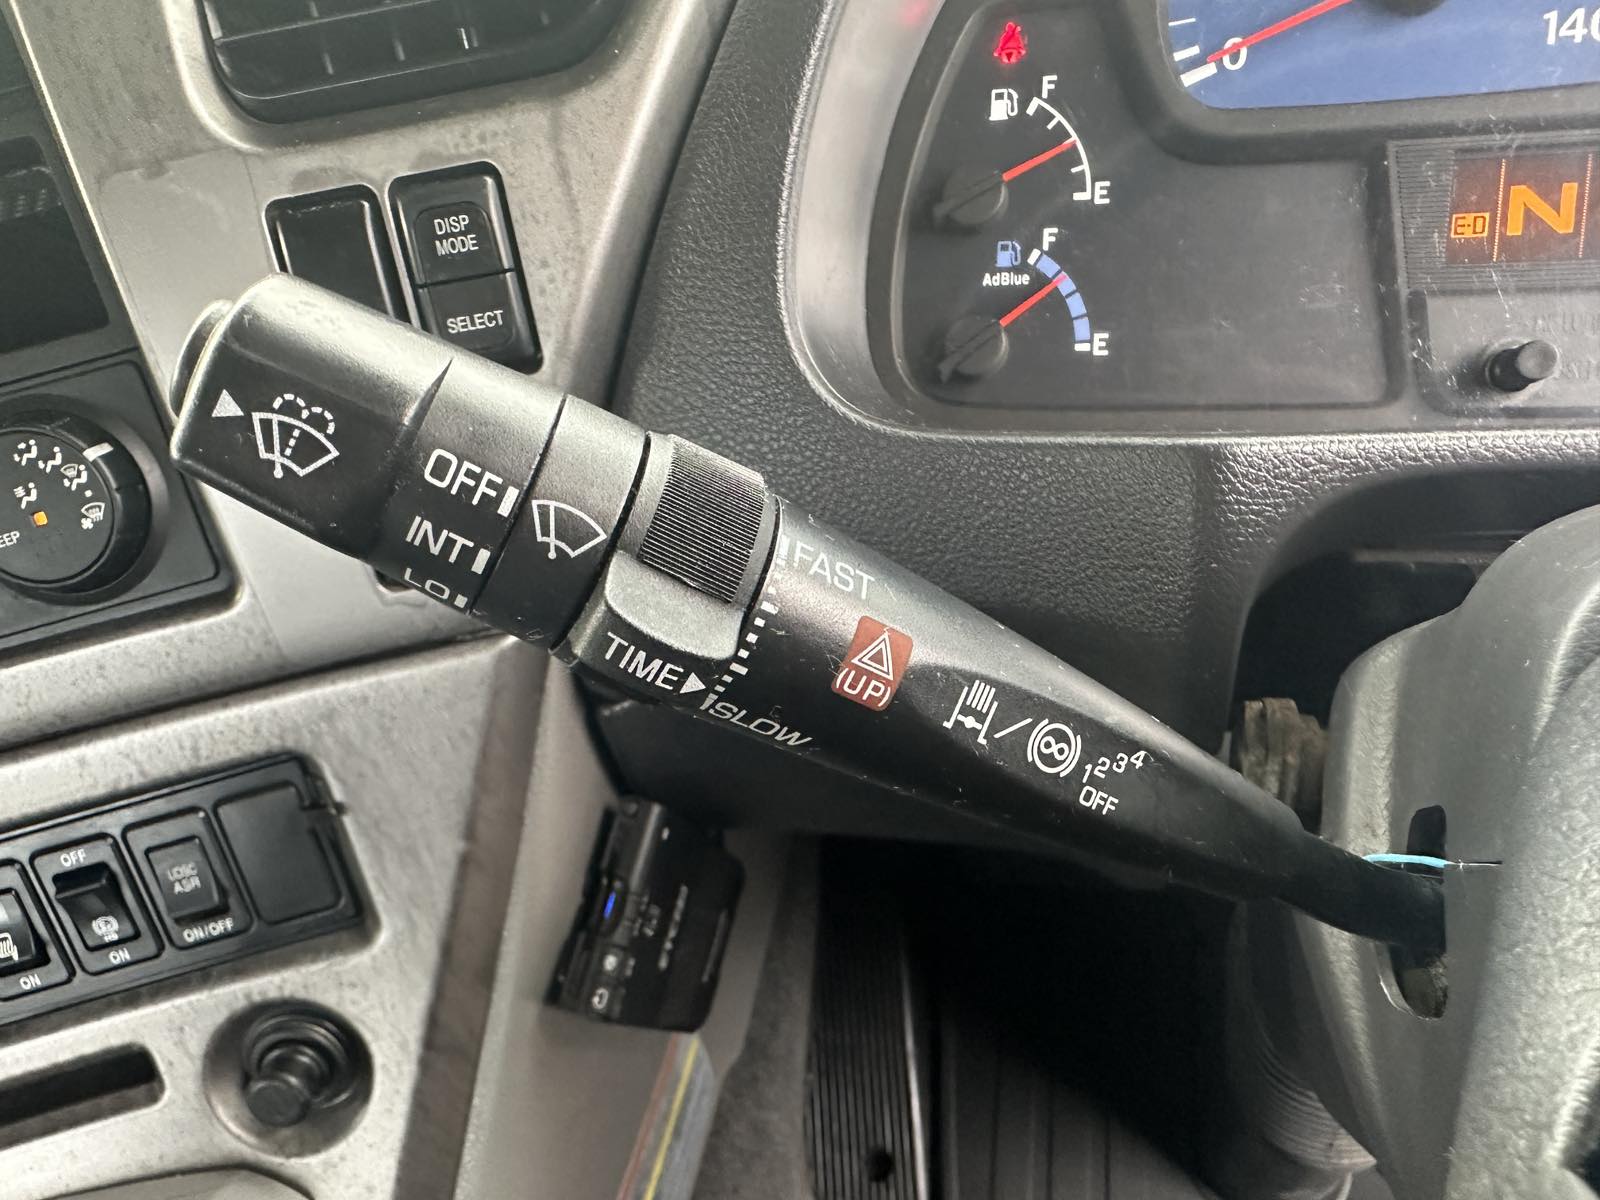 0
140
F
E
E-D
N
DISP
MODE
SELECT
F
AdBlue
E
OFF
INT
LO
FAST
TIME
SLOW
(UP)
1 2 3 4
OFF
OFF
ON
LDSC
ASR
ON/OFF
ON